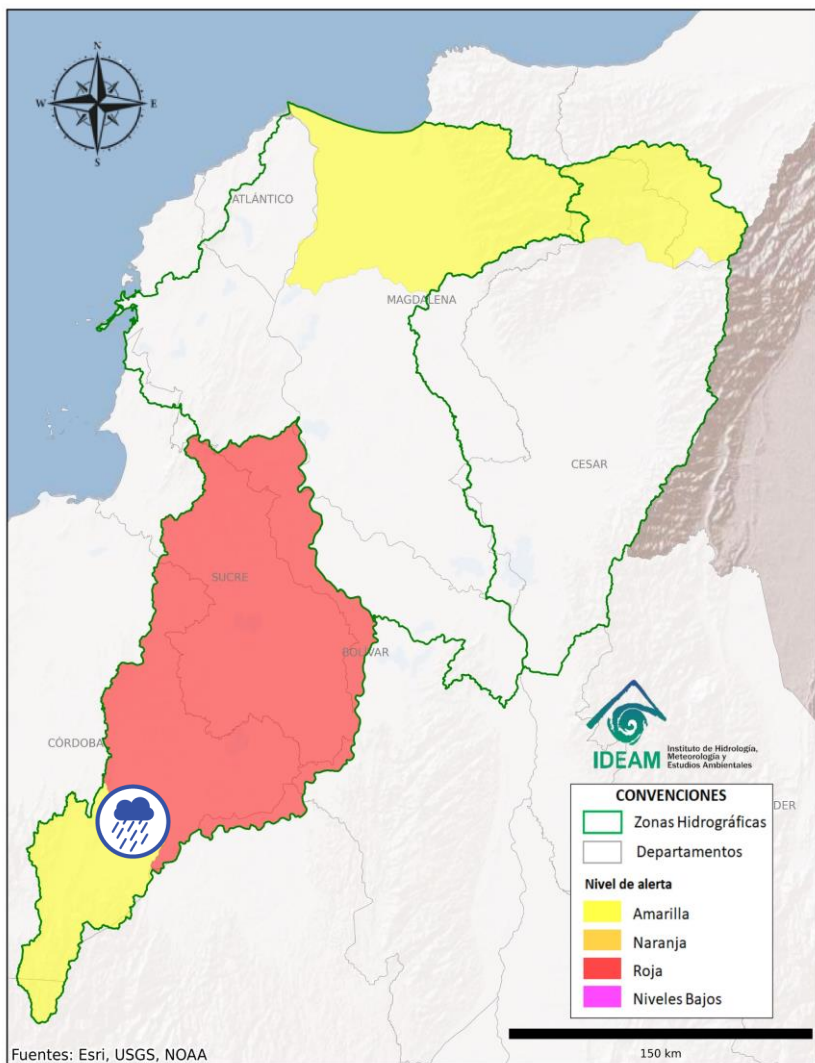 N
W
E
S
ATLÁNTICO
MAGDALENA
CESAR
SUCRE
BOLÍVAR
CÓRDOBA
IDEAM
Instituto de Hidrología,
Meteorología y
Estudios Ambientales
CONVENCIONES
Zonas Hidrográficas
Departamentos
Nivel de alerta
Amarilla
Naranja
Roja
Niveles Bajos
DER
150 km
Fuentes: Esri, USGS, NOAA